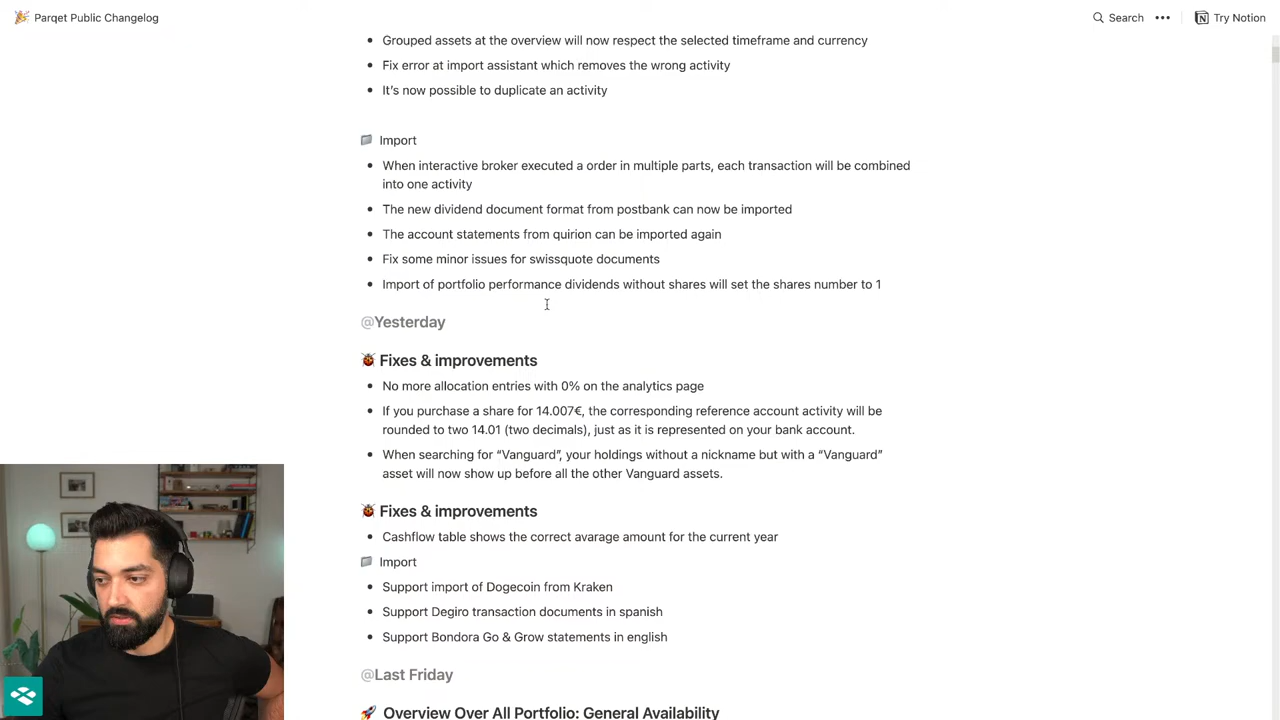 Parqet Public Changelog
Search
Try Notion
Grouped assets at the overview will now respect the selected timeframe and currency
Fix error at import assistant which removes the wrong activity
It's now possible to duplicate an activity
Import
When interactive broker executed a order in multiple parts, each transaction will be combined
into one activity
The new dividend document format from postbank can now be imported
The account statements from quirion can be imported again
Fix some minor issues for swissquote documents
Import of portfolio performance dividends without shares will set the shares number to 1
@Yesterday
Fixes & improvements
No more allocation entries with 0% on the analytics page
If you purchase a share for 14.007€, the corresponding reference account activity will be
rounded to two 14.01 (two decimals), just as it is represented on your bank account.
When searching for “Vanguard”, your holdings without a nickname but with a “Vanguard”
asset will now show up before all the other Vanguard assets.
Fixes & improvements
Cashflow table shows the correct avarage amount for the current year
Import
Support import of Dogecoin from Kraken
Support Degiro transaction documents in spanish
Support Bondora Go & Grow statements in english
@Last Friday
Overview Over All Portfolio: General Availability